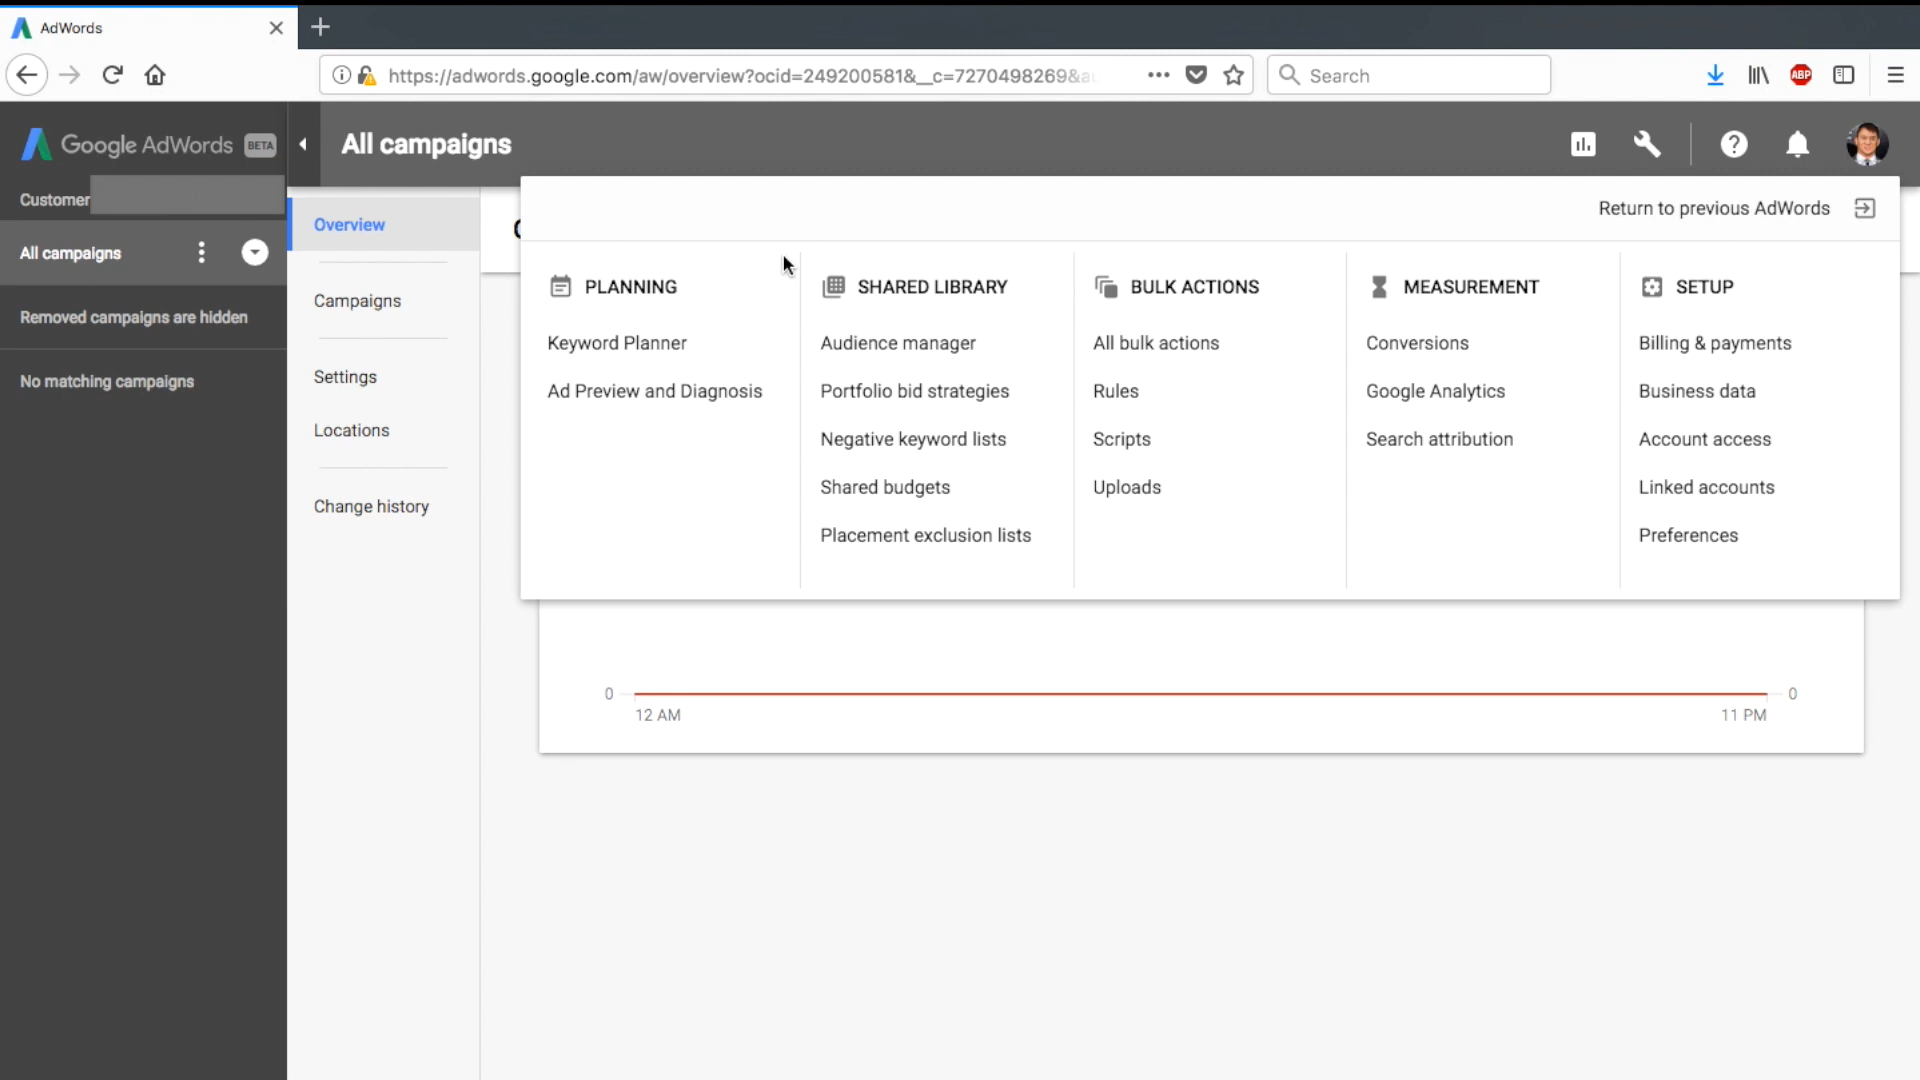 AdWords
https://adwords.google.com/aw/overview?ocid=249200581&__c=7270498269&a
Search
ABP
Google AdWords BETA
All campaigns
Customer
All campaigns
Removed campaigns are hidden
No matching campaigns
Overview
Campaigns
Settings
Locations
Change history
Return to previous AdWords
PLANNING
Keyword Planner
Ad Preview and Diagnosis
SHARED LIBRARY
Audience manager
Portfolio bid strategies
Negative keyword lists
Shared budgets
Placement exclusion lists
BULK ACTIONS
All bulk actions
Rules
Scripts
Uploads
MEASUREMENT
Conversions
Google Analytics
Search attribution
SETUP
Billing & payments
Business data
Account access
Linked accounts
Preferences
0
0
12 AM
11 PM